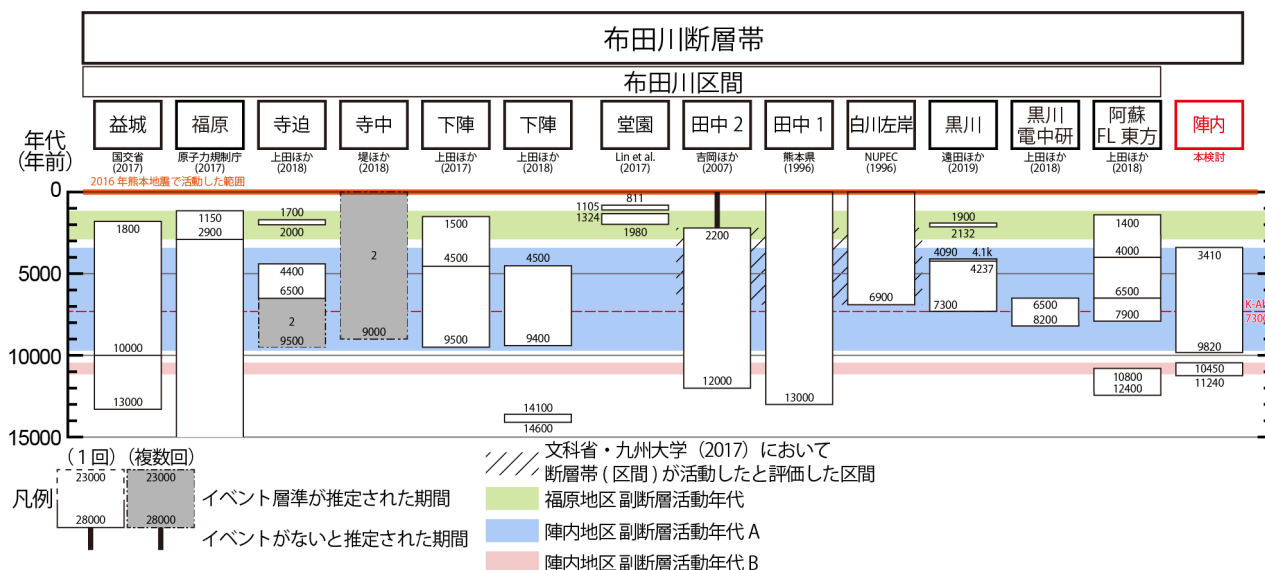 布田川断層帯
布田川区間
益城 福原 寺迫 寺中 下陣 下陣 堂園 田中 2 田中 1 白川左岸 黒川 黒川 電中研 阿蘇 FL 東方 陣内
年代
(年前)
国交省 (2017)
原子力規制庁 (2017)
上田ほか (2018)
堤ほか (2018)
上田ほか (2017)
上田ほか (2018)
Lin et al. (2017)
吉岡ほか (2007)
熊本県 (1996)
NUPEC (1996)
遠田ほか (2019)
上田ほか (2018)
上田ほか (2018)
本検討
2016 年熊本地震で活動した範囲
0
5000
10000
15000
1800
10000
13000
1150
2900
1700
2000
4400
6500
2
9500
2
9000
1500
4500
9500
4500
9400
14100
14600
811
1105
1324
1980
2200
12000
13000
6900
1900
2132
4090 4.1k
4237
7300
6500
8200
1400
4000
6500
7900
10800
12400
3410
9820
10450
11240
凡例
(1 回) (複数回)
23000 23000
28000 28000
イベント層準が推定された期間
イベントがないと推定された期間
文科省・九州大学 (2017) において
断層帯 ( 区間 ) が活動したと評価した区間
福原地区 副断層活動年代
陣内地区 副断層活動年代 A
陣内地区 副断層活動年代 B